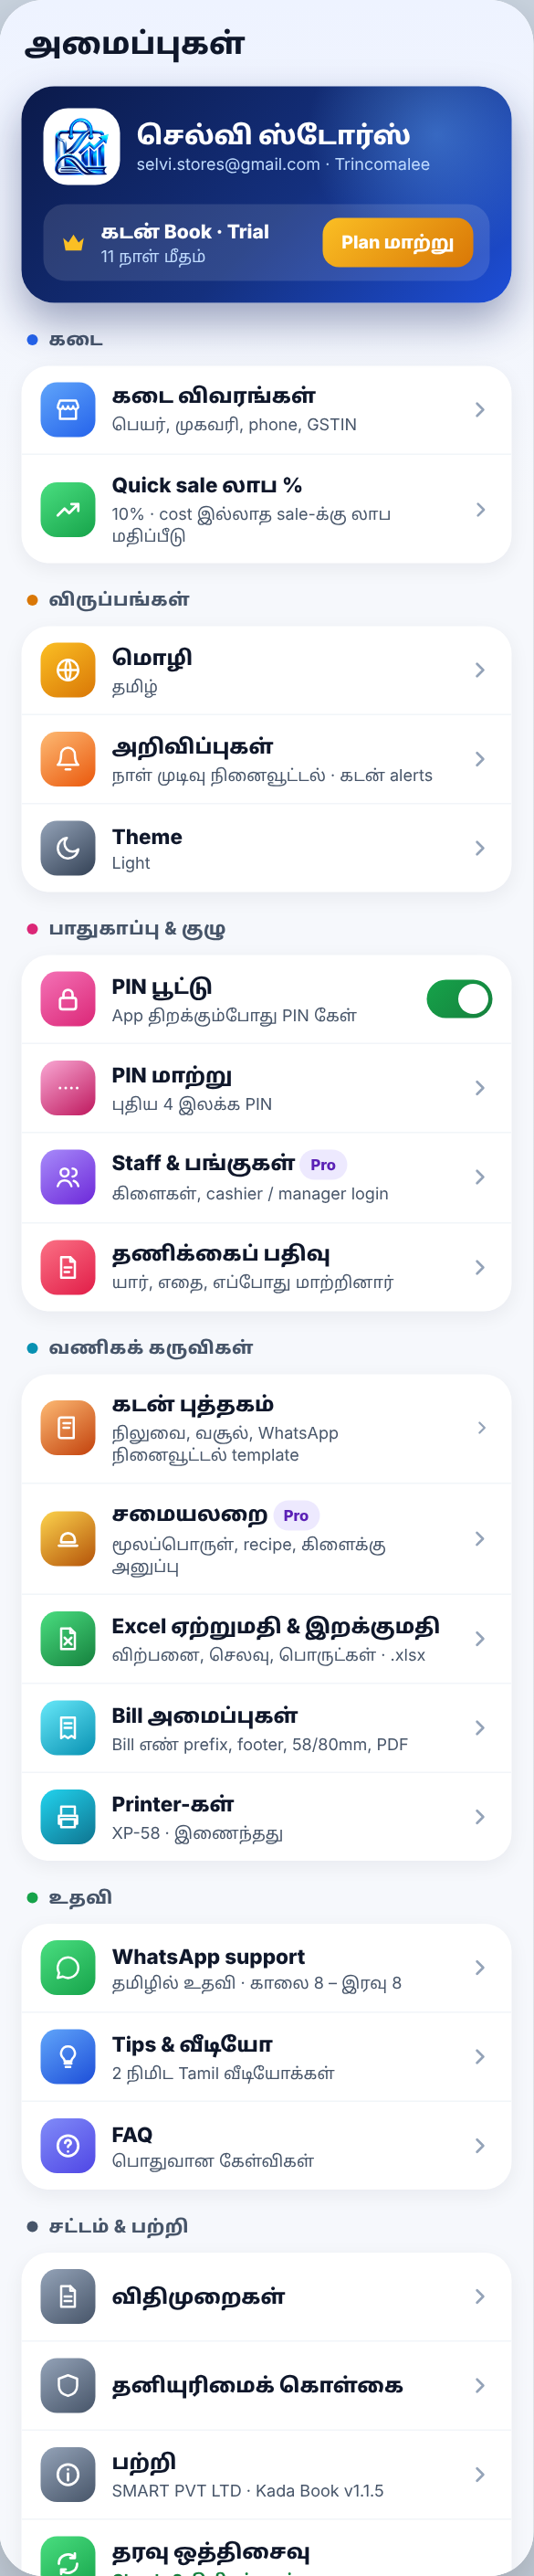 அமைப்புகள்
செல்வி ஸ்டோர்ஸ்
selvi.stores@gmail.com · Trincomalee
கடன் Book · Trial
11 நாள் மீதம்
Plan மாற்று
கடை
கடை விவரங்கள்
பெயர், முகவரி, phone, GSTIN
Quick sale லாப %
10% · cost இல்லாத sale-க்கு லாப
மதிப்பீடு
விருப்பங்கள்
மொழி
தமிழ்
அறிவிப்புகள்
நாள் முடிவு நினைவூட்டல் · கடன் alerts
Theme
Light
பாதுகாப்பு & குழு
PIN பூட்டு
App திறக்கும்போது PIN கேள்
PIN மாற்று
புதிய 4 இலக்க PIN
Staff & பங்குகள் Pro
கிளைகள், cashier / manager login
தணிக்கைப் பதிவு
யார், எதை, எப்போது மாற்றினார்
வணிகக் கருவிகள்
கடன் புத்தகம்
நிலுவை, வசூல், WhatsApp
நினைவூட்டல் template
சமையலறை Pro
மூலப்பொருள், recipe, கிளைக்கு
அனுப்பு
Excel ஏற்றுமதி & இறக்குமதி
விற்பனை, செலவு, பொருட்கள் · .xlsx
Bill அமைப்புகள்
Bill எண் prefix, footer, 58/80mm, PDF
Printer-கள்
XP-58 · இணைந்தது
உதவி
WhatsApp support
தமிழில் உதவி · காலை 8 – இரவு 8
Tips & வீடியோ
2 நிமிட Tamil வீடியோக்கள்
FAQ
பொதுவான கேள்விகள்
சட்டம் & பற்றி
விதிமுறைகள்
தனியுரிமைக் கொள்கை
பற்றி
SMART PVT LTD · Kada Book v1.1.5
தரவு ஒத்திசைவு